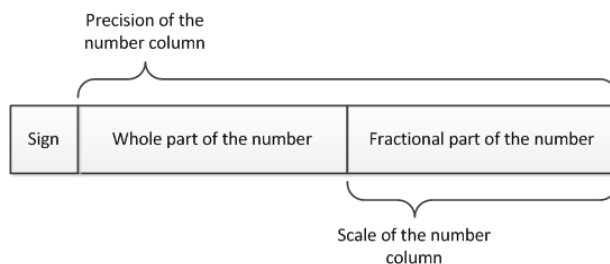 Precision of the
number column
Sign
Whole part of the number
Fractional part of the number
Scale of the number
column